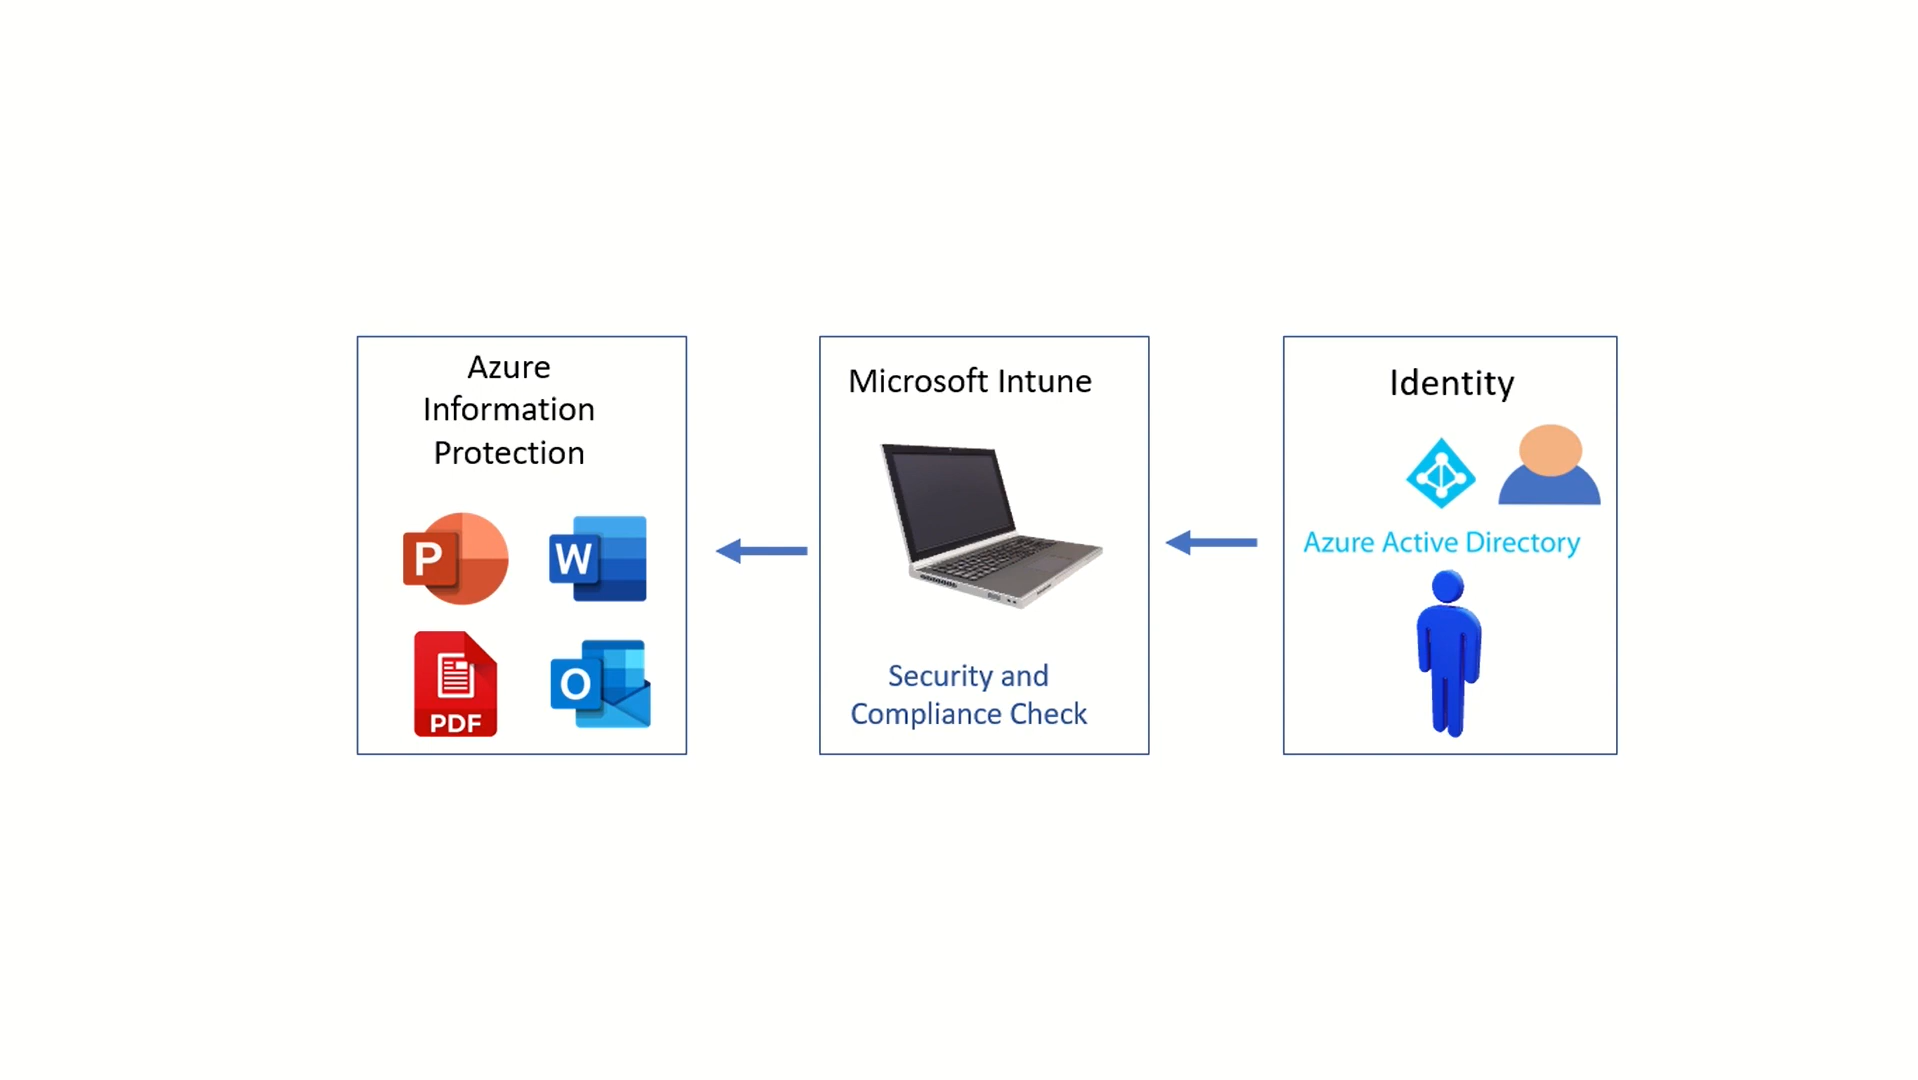 Azure
Information
Protection
P
W
PDF
O
Microsoft Intune
Security and
Compliance Check
Identity
Azure Active Directory